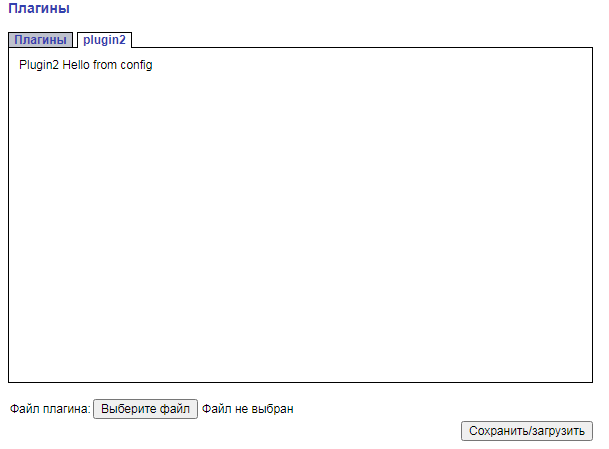 Плагины
Плагины plugin2
Plugin2 Hello from config
Файл плагина: Выберите файл Файл не выбран
Сохранить/загрузить